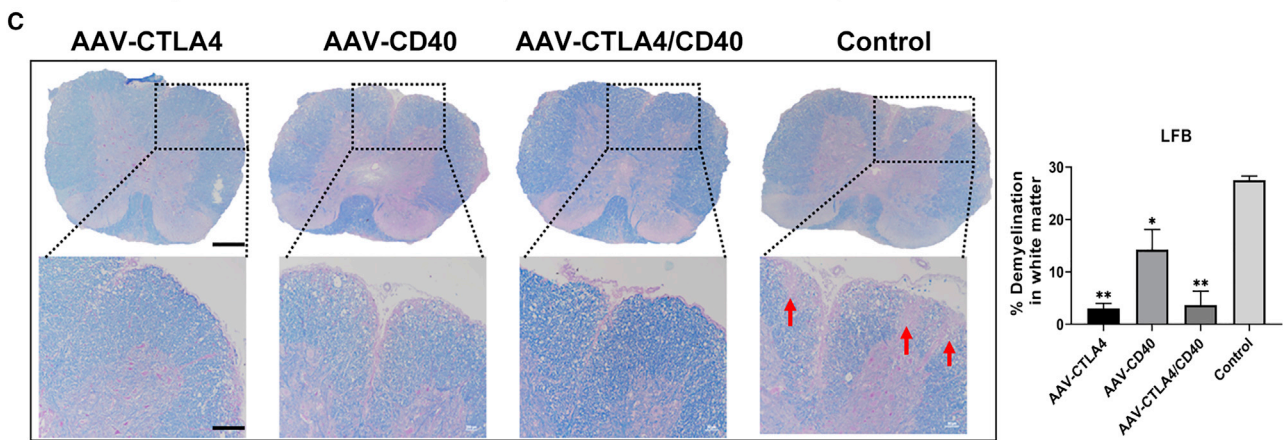 C
AAV-CTLA4 AAV-CD40 AAV-CTLA4/CD40 Control
LFB
% Demyelination
in white matter
30
20
10
0
**
*
**
AAV-CTLA4
AAV-CD40
AAV-CTLA4/CD40
Control